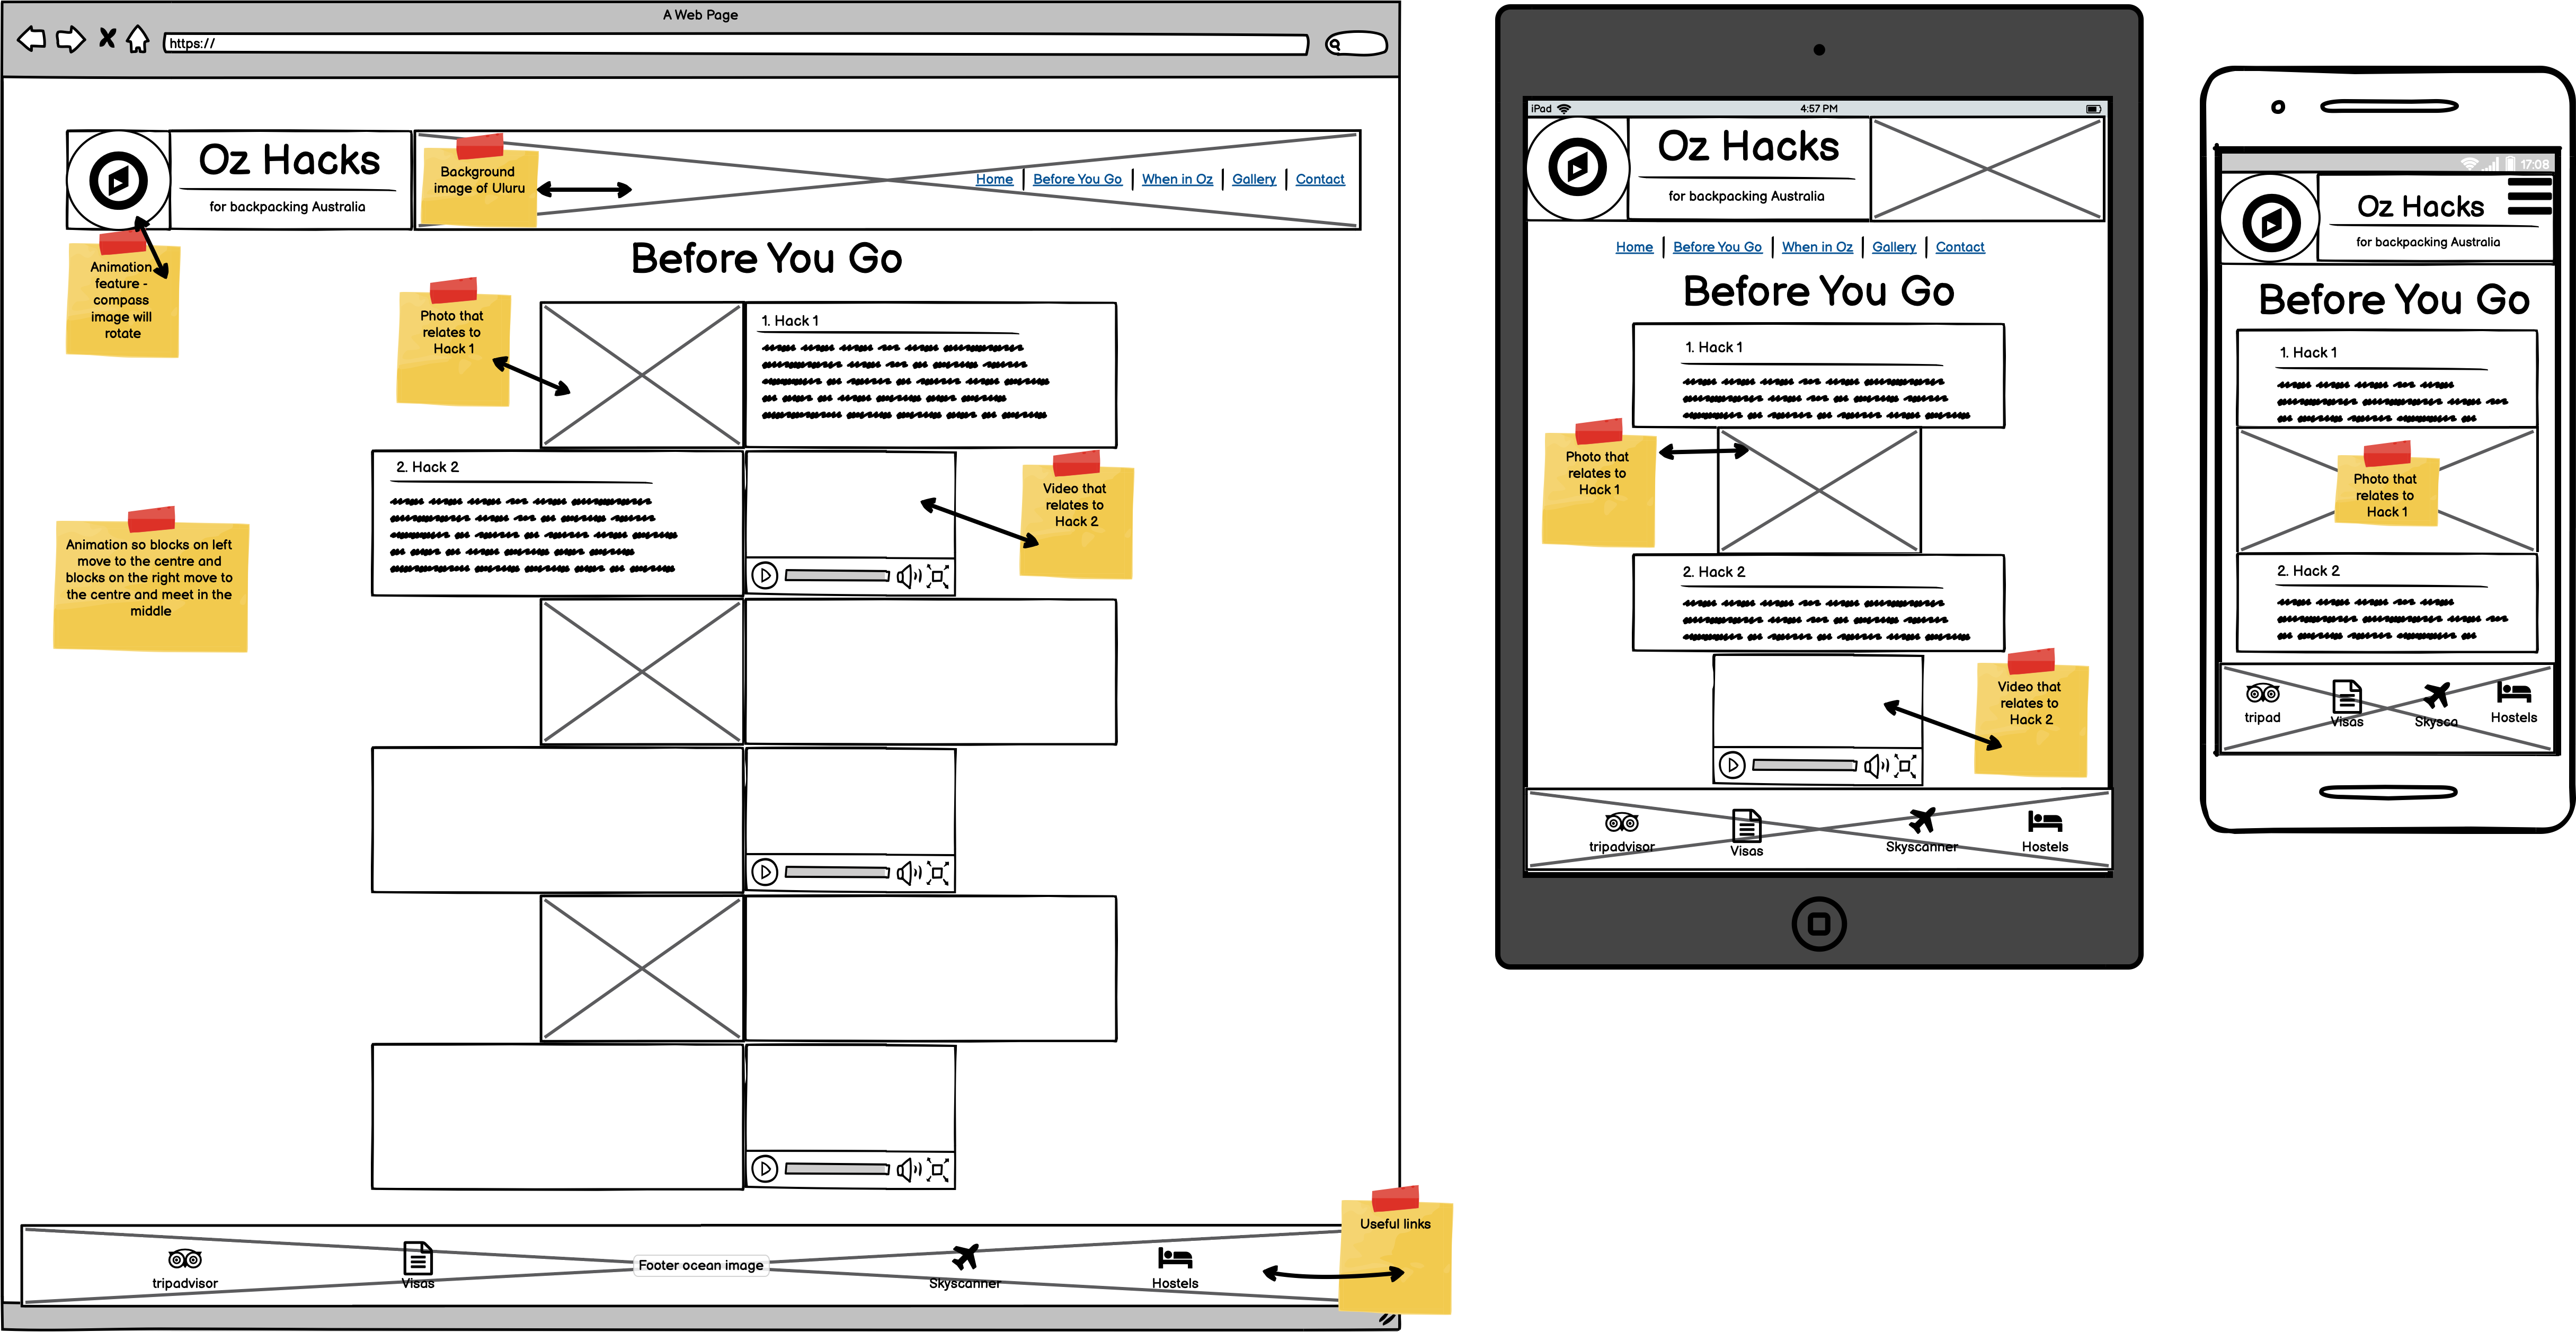 A Web Page
https://
Oz Hacks
for backpacking Australia
Background
image of Uluru
Home
Before You Go
When in Oz
Gallery
Contact
Animation
feature -
compass
image will
rotate
Before You Go
Photo that
relates to
Hack 1
1. Hack 1
2. Hack 2
Video that
relates to
Hack 2
Animation so blocks on left
move to the centre and
blocks on the right move to
the centre and meet in the
middle
tripadvisor
Visas
Footer ocean image
Skyscanner
Hostels
Useful links
iPad
4:57 PM
Oz Hacks
for backpacking Australia
Home
Before You Go
When in Oz
Gallery
Contact
Before You Go
1. Hack 1
Photo that
relates to
Hack 1
2. Hack 2
Video that
relates to
Hack 2
tripadvisor
Visas
Skyscanner
Hostels
17:08
Oz Hacks
for backpacking Australia
Before You Go
1. Hack 1
Photo that
relates to
Hack 1
2. Hack 2
tripad
Visas
Skysca
Hostels